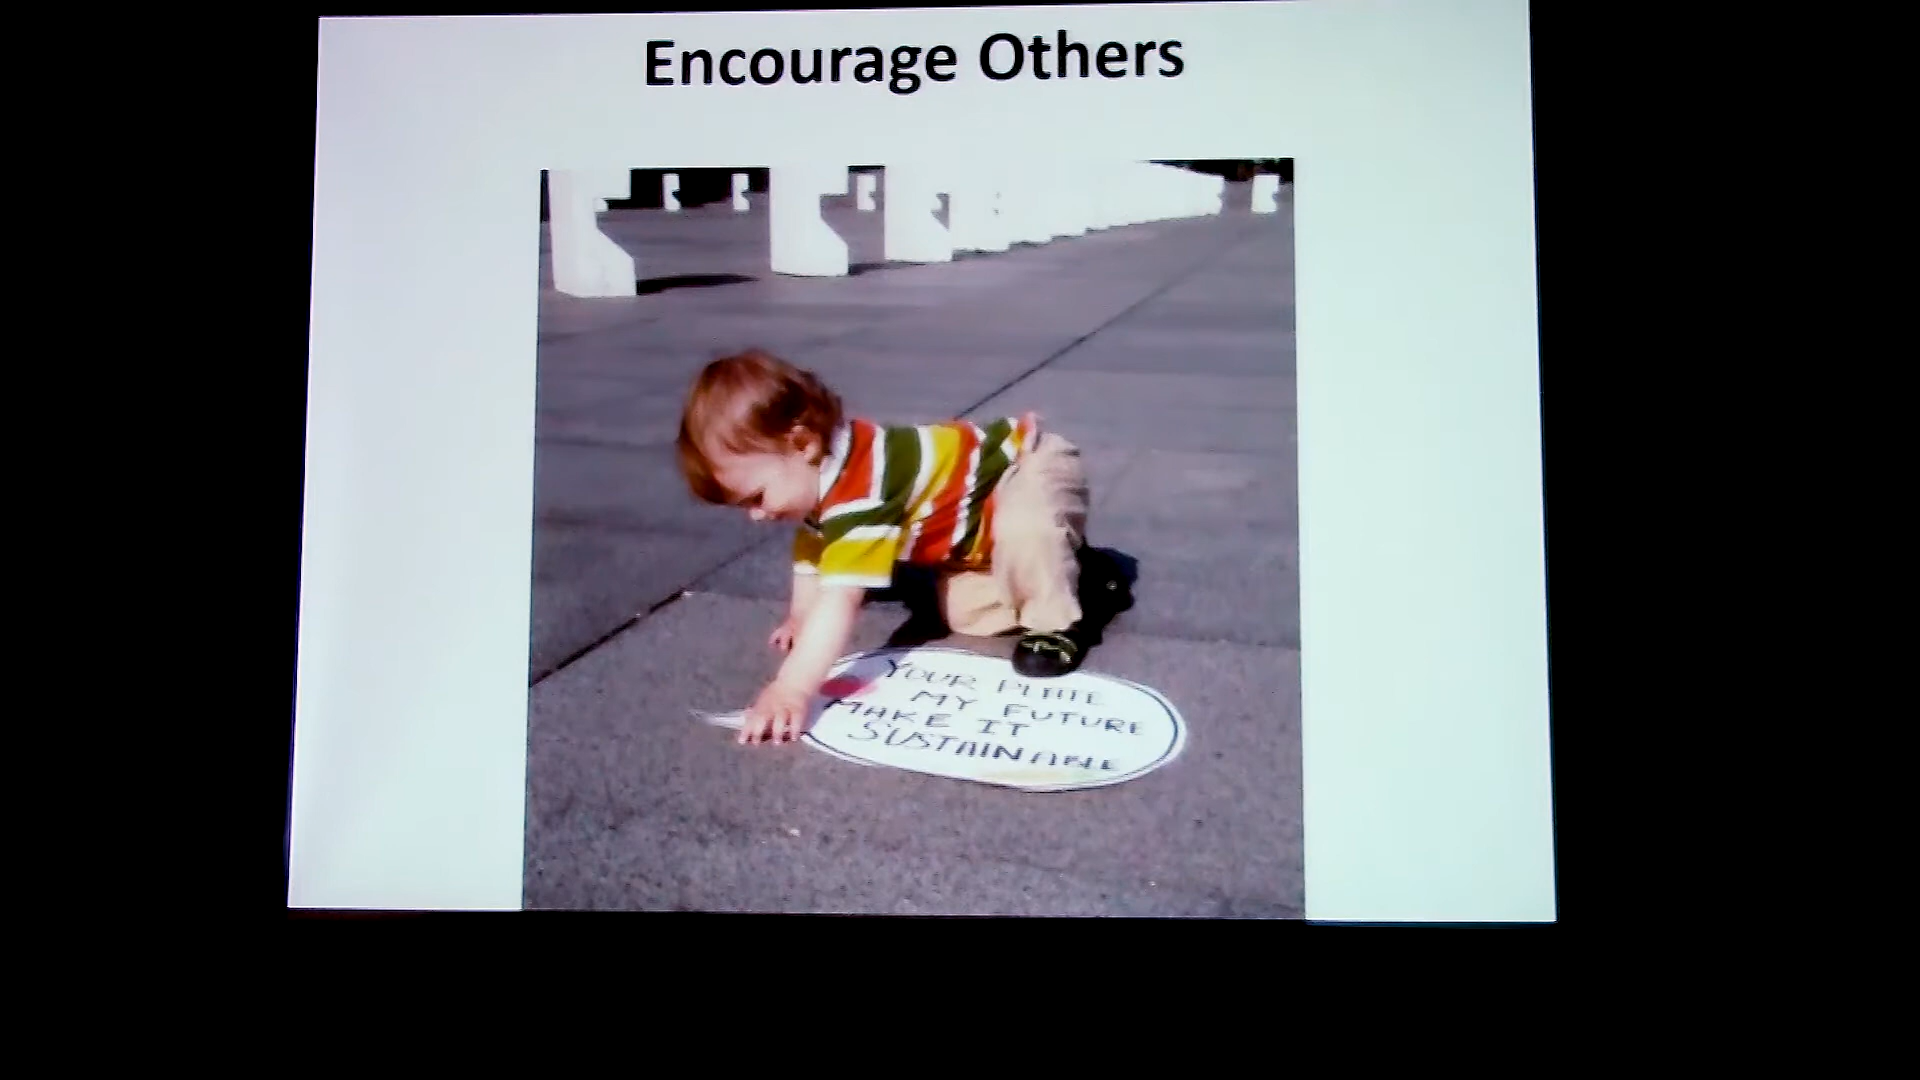 Encourage Others
YOUR PLATE
MY FUTURE
MAKE IT
SUSTAINABLE